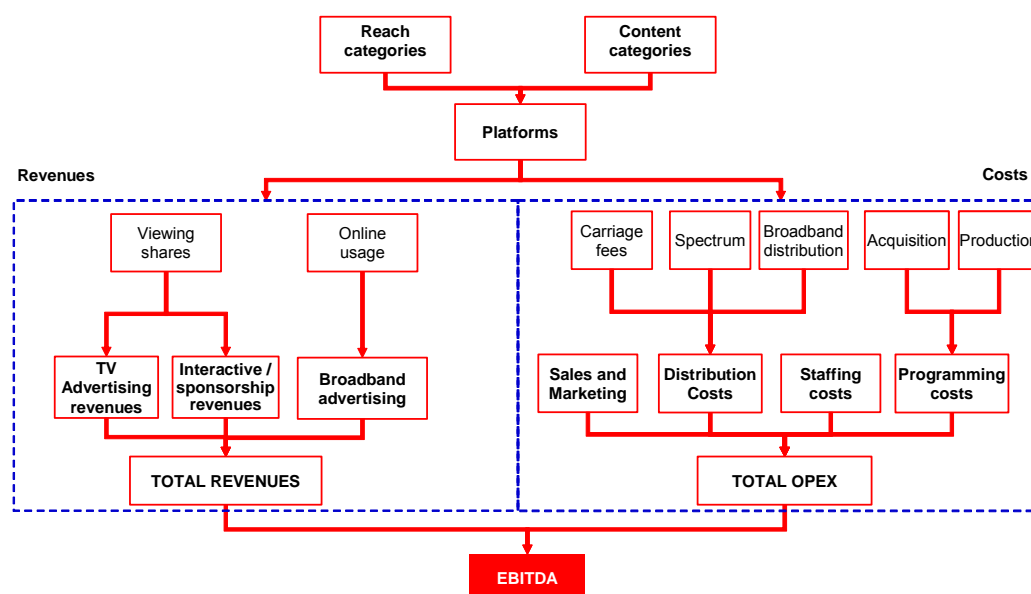 Reach
categories
Content
categories
Platforms
Revenues
Costs
Viewing
shares
Online
usage
Carriage
fees
Spectrum
Broadband
distribution
Acquisition
Production
TV
Advertising
revenues
Interactive /
sponsorship
revenues
Broadband
advertising
Sales and
Marketing
Distribution
Costs
Staffing
costs
Programming
costs
TOTAL REVENUES
TOTAL OPEX
EBITDA